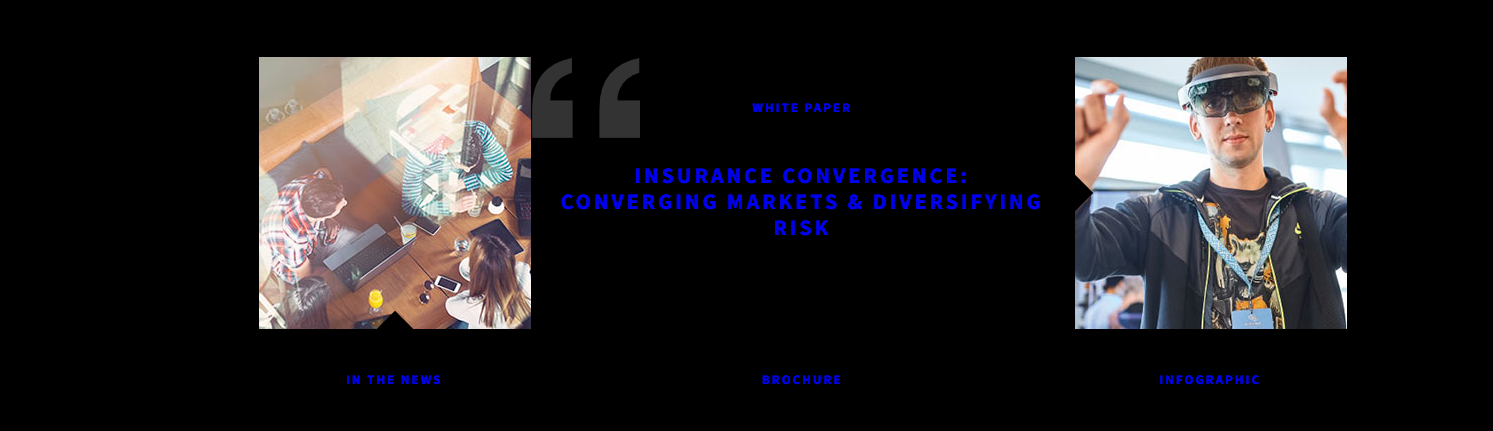 WHITE PAPER
INSURANCE CONVERGENCE:
CONVERGING MARKETS & DIVERSIFYING
RISK
IN THE NEWS
BROCHURE
INFOGRAPHIC